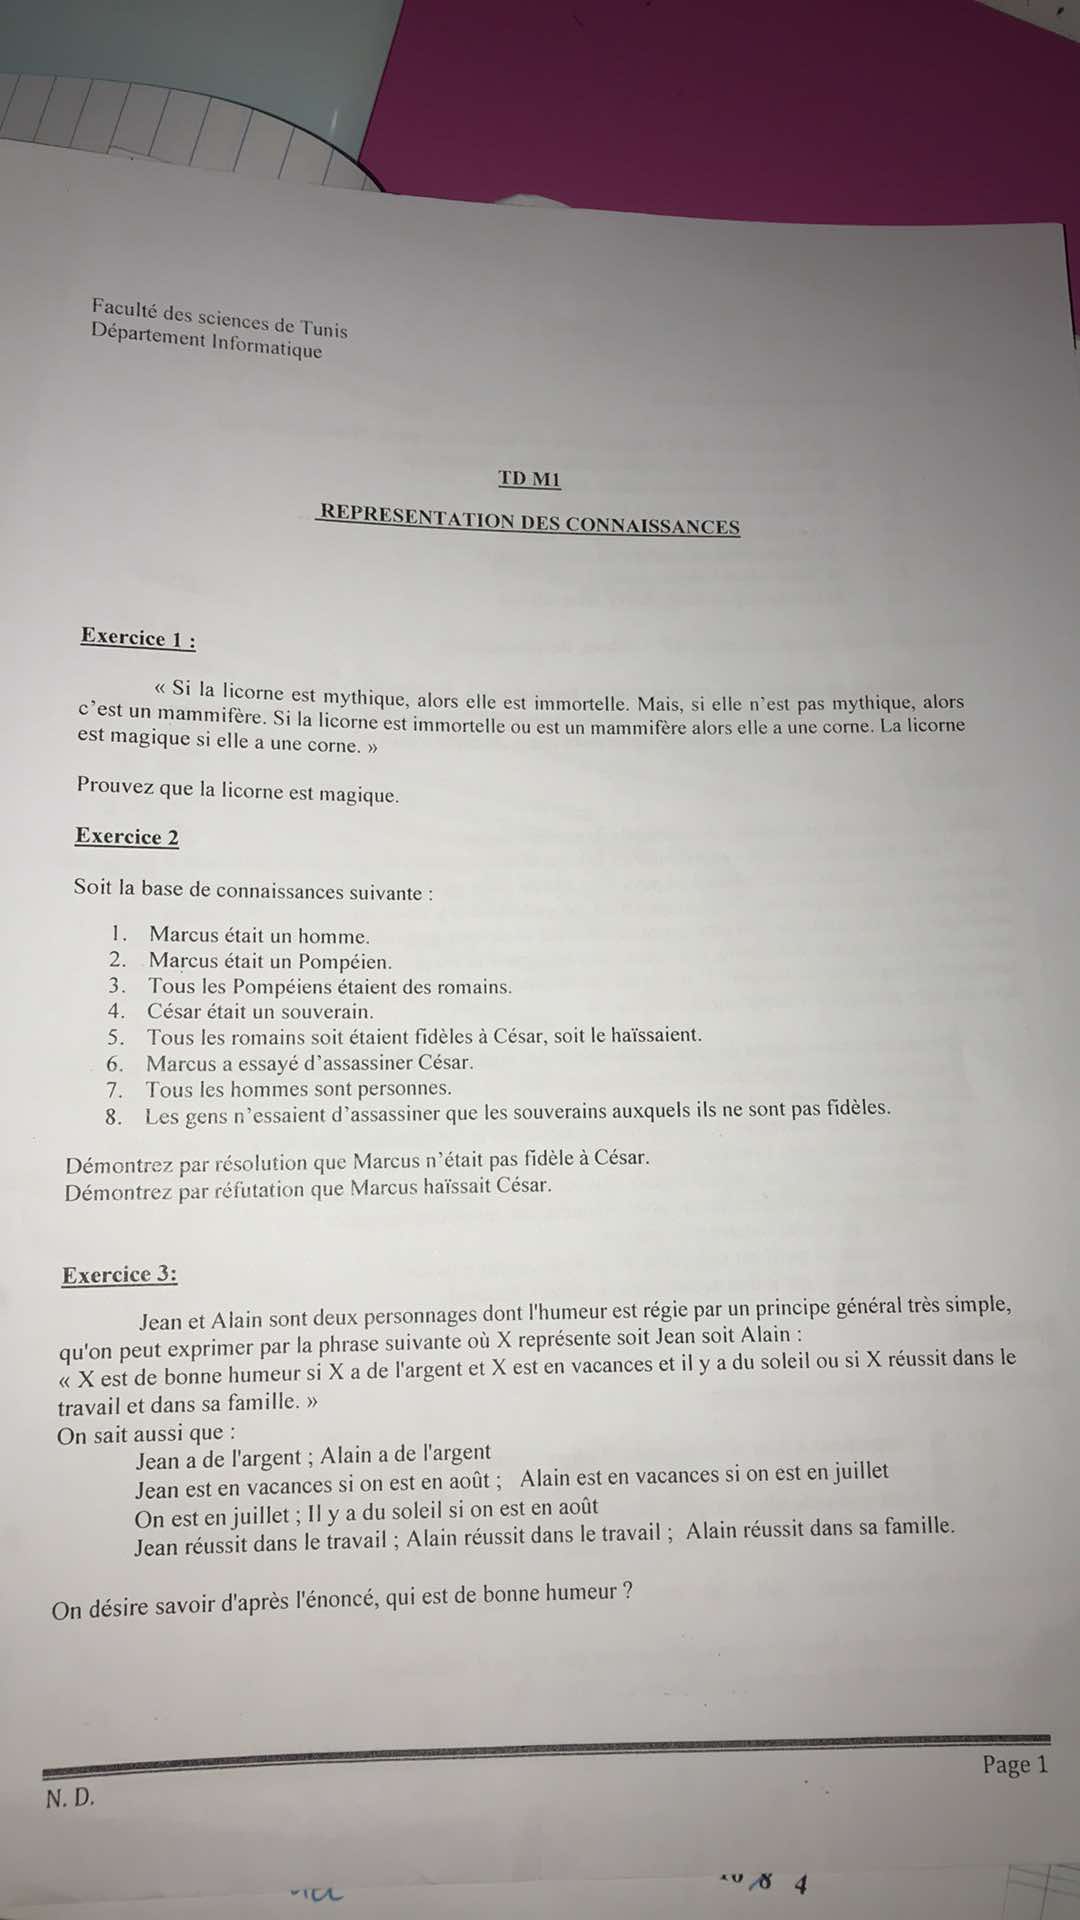 Faculté des sciences de Tunis
Département Informatique
TD M1
REPRESENTATION DES CONNAISSANCES
Exercice 1 :
« Si la licorne est mythique, alors elle est immortelle. Mais, si elle n'est pas mythique, alors
c'est un mammifère. Si la licorne est immortelle ou est un mammifère alors elle a une corne. La licorne
est magique si elle a une corne. »
Prouvez que la licorne est magique.
Exercice 2
Soit la base de connaissances suivante :
1. Marcus était un homme.
2. Marcus était un Pompéien.
3. Tous les Pompéiens étaient des romains.
4. César était un souverain.
5. Tous les romains soit étaient fidèles à César, soit le haïssaient.
6. Marcus a essayé d'assassiner César.
7. Tous les hommes sont personnes.
8. Les gens n'essaient d'assassiner que les souverains auxquels ils ne sont pas fidèles.
Démontrez par résolution que Marcus n'était pas fidèle à César.
Démontrez par réfutation que Marcus haïssait César.
Exercice 3:
Jean et Alain sont deux personnages dont l'humeur est régie par un principe général très simple,
qu'on peut exprimer par la phrase suivante où X représente soit Jean soit Alain :
« X est de bonne humeur si X a de l'argent et X est en vacances et il y a du soleil ou si X réussit dans le
travail et dans sa famille. »
On sait aussi que :
Jean a de l'argent ; Alain a de l'argent
Jean est en vacances si on est en août ; Alain est en vacances si on est en juillet
On est en juillet ; Il y a du soleil si on est en août
Jean réussit dans le travail ; Alain réussit dans le travail ; Alain réussit dans sa famille.
On désire savoir d'après l'énoncé, qui est de bonne humeur ?
Page 1
N. D.